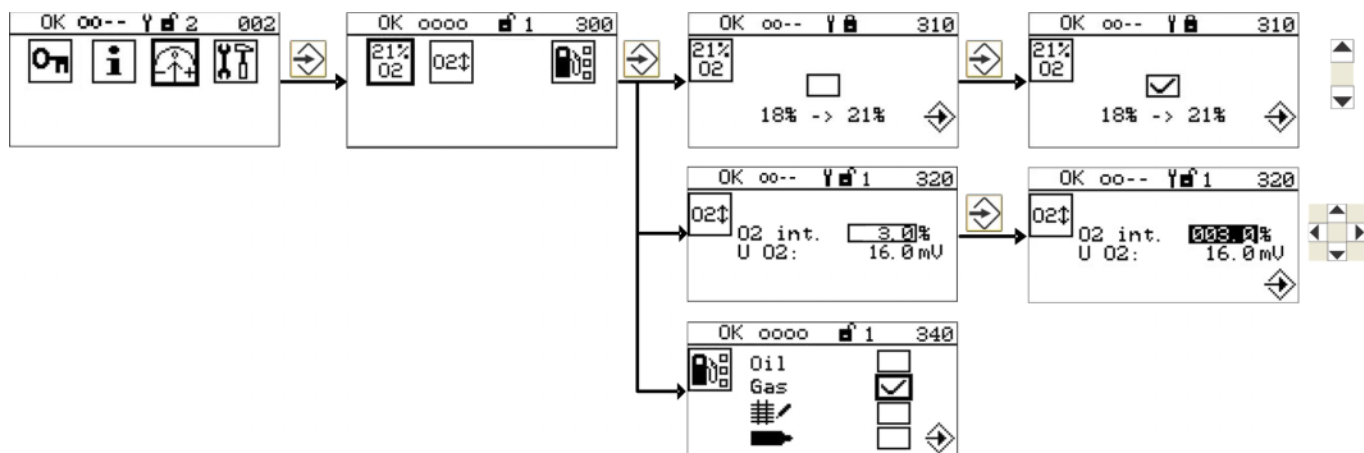 OK oo-- 2 002
i
OK oooo 1 300
21%
O2
O2
OK oo-- 310
21%
O2
18% -> 21%
OK oo-- 310
21%
O2
18% -> 21%
OK oo-- 1 320
O2
O2 int. 3.0%
U O2: 16.0mV
OK oo-- 1 320
O2
O2 int. 003.0%
U O2: 16.0mV
OK oooo 1 340
Oil
Gas